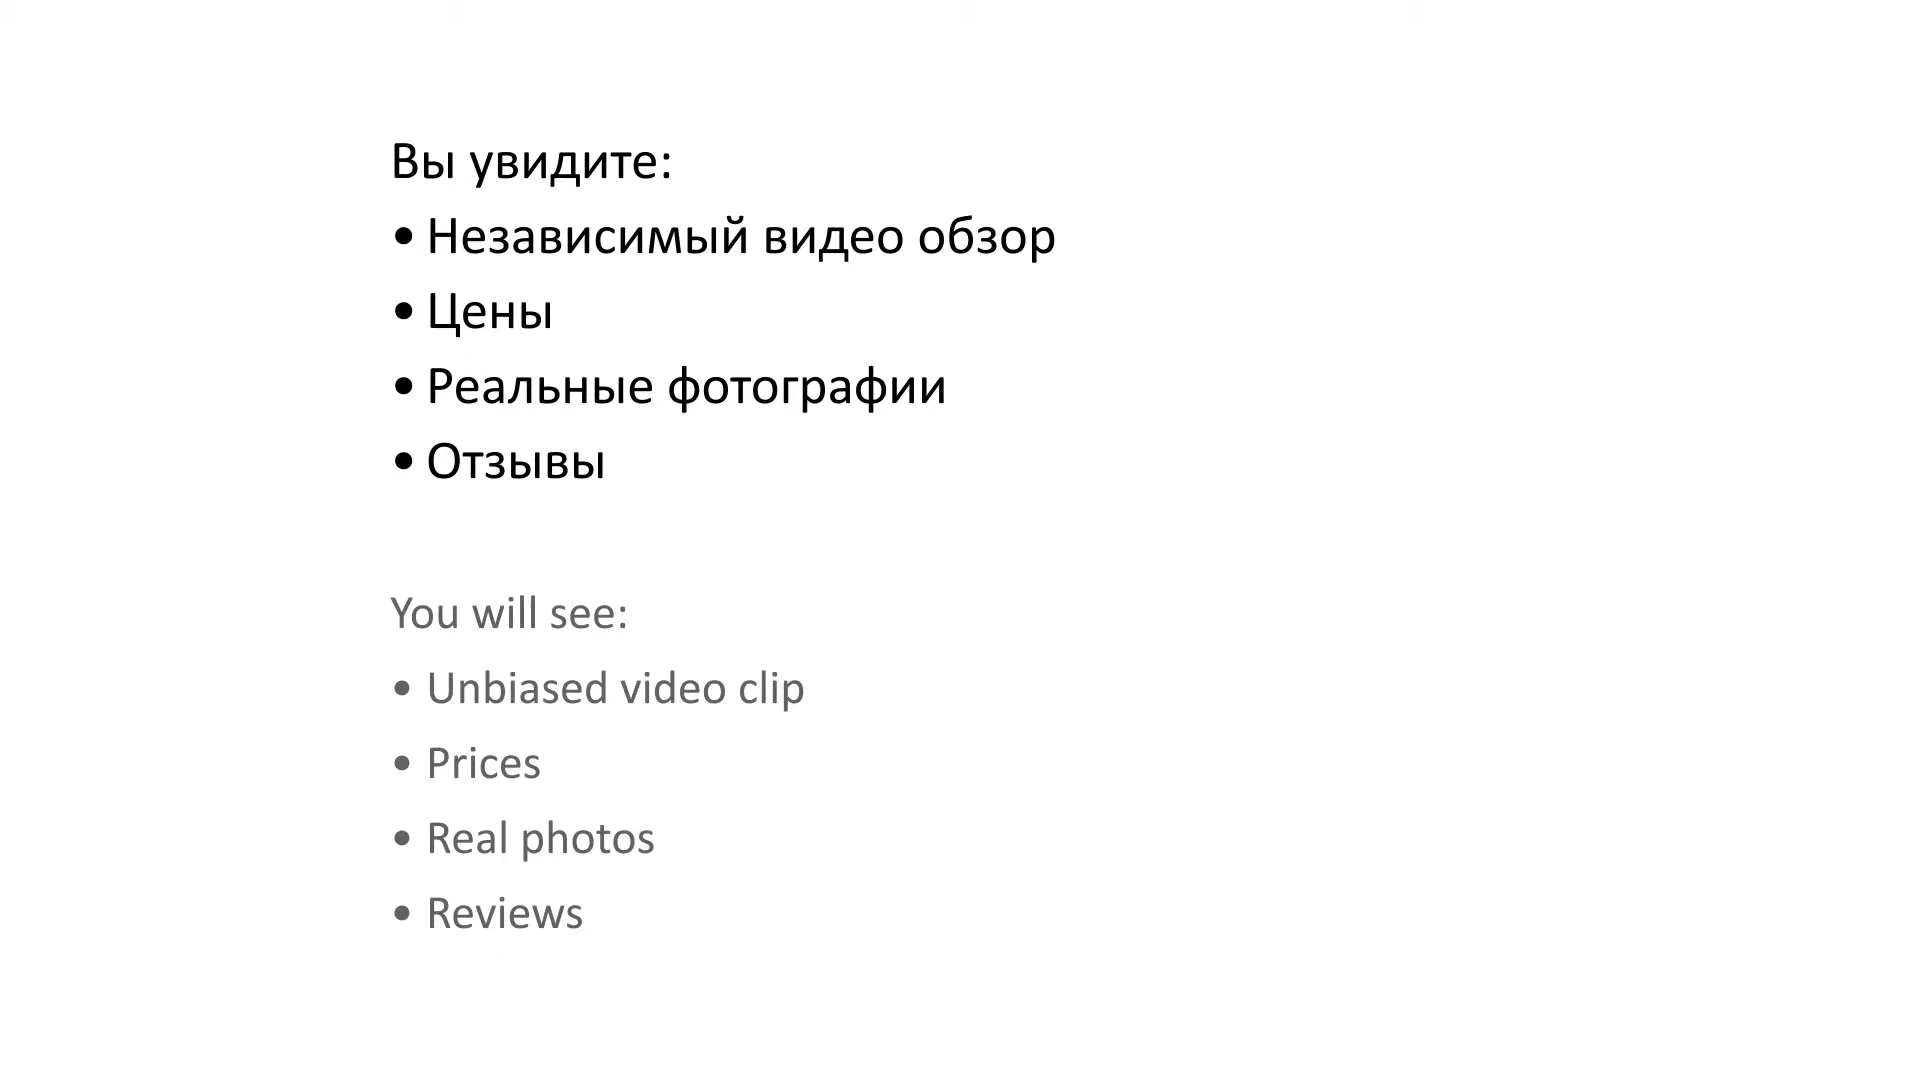 Вы увидите:
• Независимый видео обзор
• Цены
• Реальные фотографии
• Отзывы
You will see:
• Unbiased video clip
• Prices
• Real photos
• Reviews